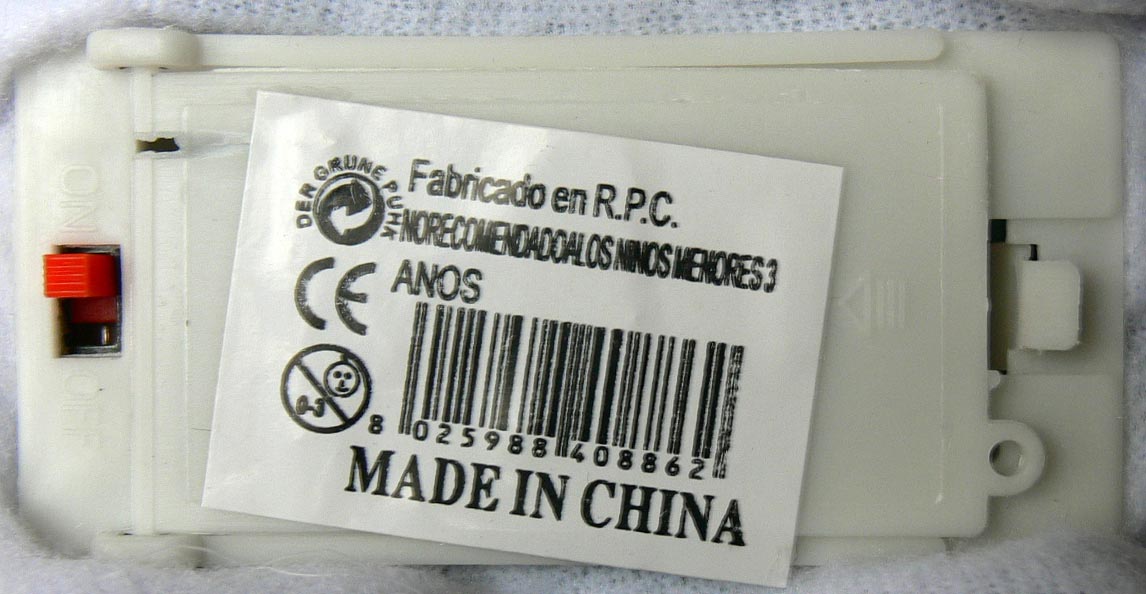 ON
OFF
DER GRUNE PUHK
Fabricado en R.P.C.
NORECOMENDADOALOS NINOS MENORES 3
ANOS
CE
0-3
8 025988 408862
MADE IN CHINA